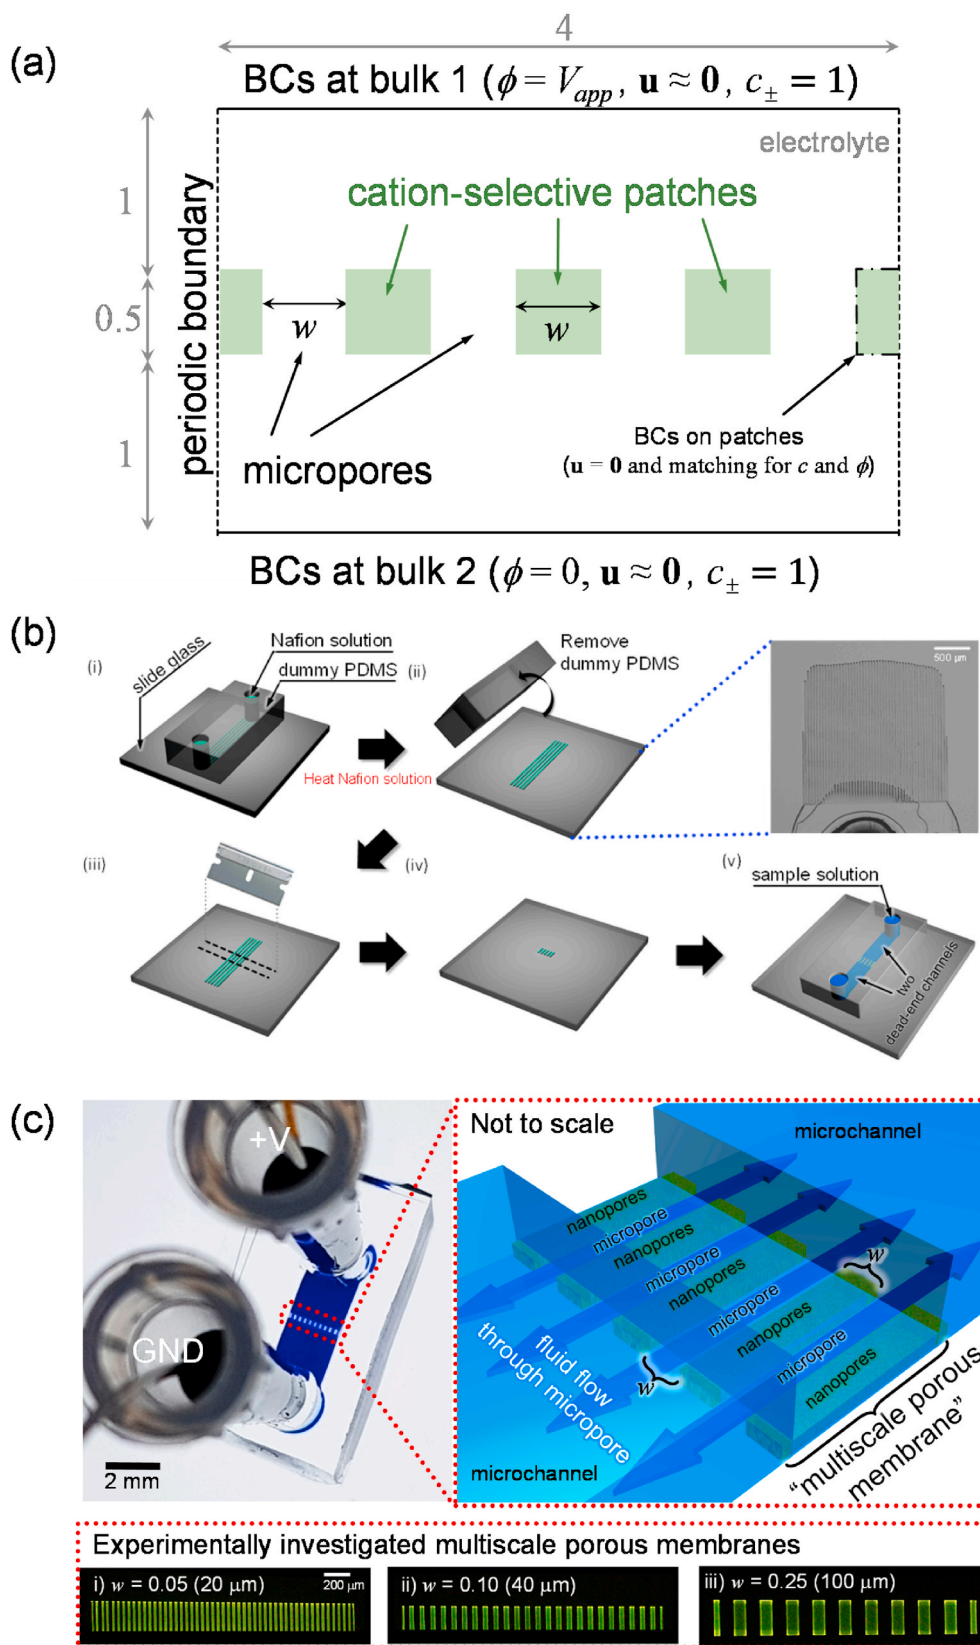 (a)
4
BCs at bulk 1 (ϕ = V_app, u ≈ 0, c± = 1)
electrolyte
periodic boundary
1
0.5
1
cation-selective patches
w
w
micropores
BCs on patches
(u = 0 and matching for c and ϕ)
BCs at bulk 2 (ϕ = 0, u ≈ 0, c± = 1)
(b)
(i)
slide glass
Nafion solution
dummy PDMS
Heat Nafion solution
(ii)
Remove
dummy PDMS
500 μm
(iii)
(iv)
(v)
sample solution
two
dead-end channels
(c)
+V
GND
2 mm
Not to scale
microchannel
nanopores
micropore
nanopores
micropore
nanopores
micropore
nanopores
micropore
nanopores
w
w
fluid flow
through micropore
microchannel
"multiscale porous
membrane"
Experimentally investigated multiscale porous membranes
i) w = 0.05 (20 μm)
200 μm
ii) w = 0.10 (40 μm)
iii) w = 0.25 (100 μm)